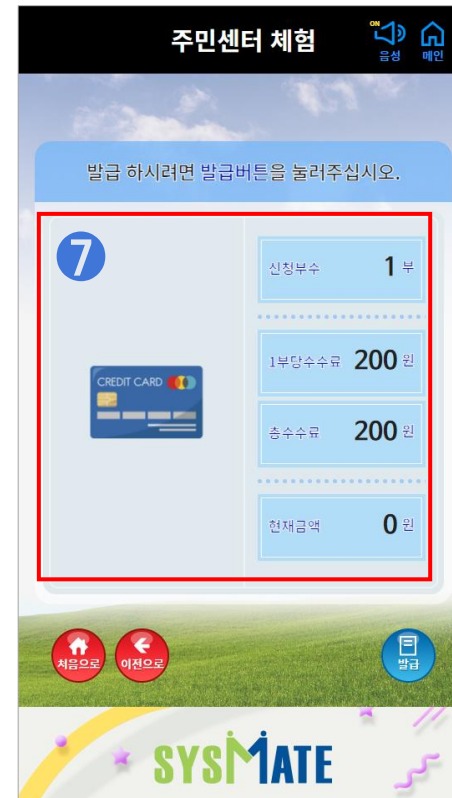 주민센터 체험
ON
음성
메인
발급 하시려면 발급버튼을 눌러주십시오.
7
신청부수 1 부
1부당수수료 200 원
CREDIT CARD
총수수료 200 원
현재금액 0 원
처음으로
이전으로
발급
SYSMATE